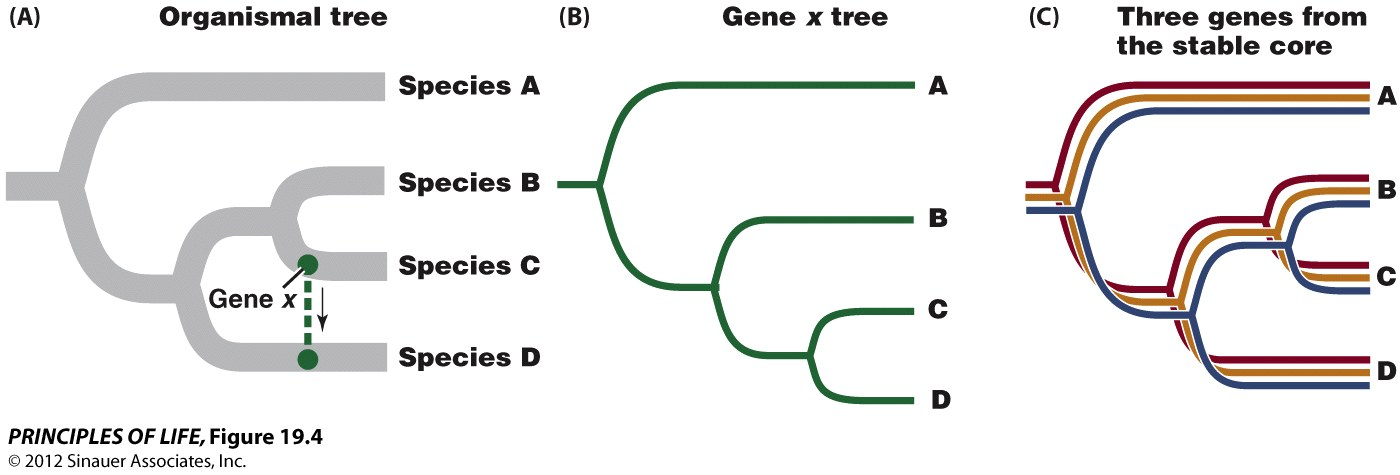 (A)
Organismal tree
Species A
Species B
Species C
Gene x
Species D
(B)
Gene x tree
A
B
C
D
(C)
Three genes from
the stable core
A
B
C
D
PRINCIPLES OF LIFE, Figure 19.4
© 2012 Sinauer Associates, Inc.